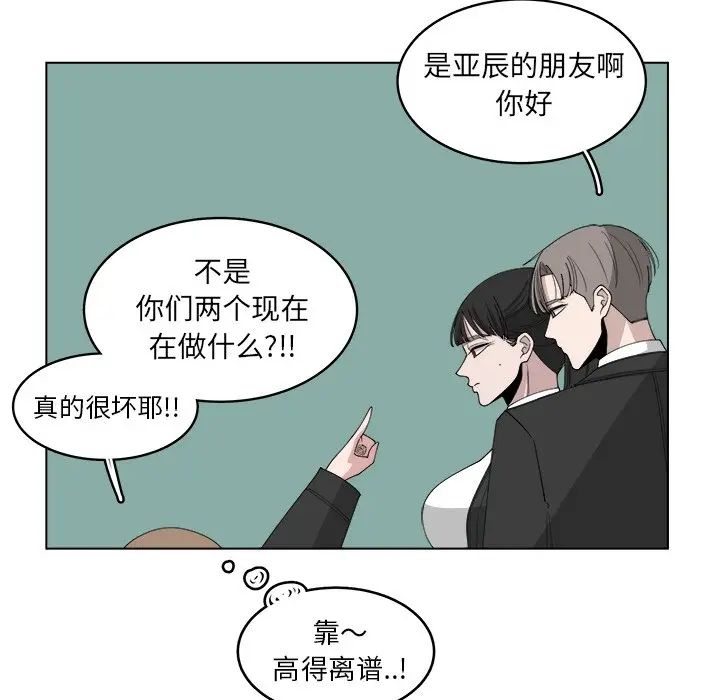 是亚辰的朋友啊
你好
不是
你们两个现在
在做什么?!!
真的很坏耶!!
靠～
高得离谱..!